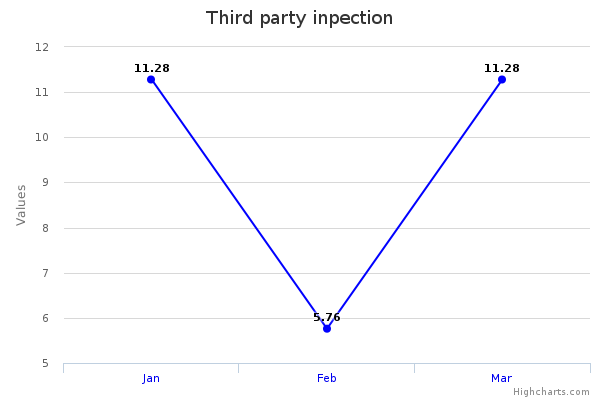 Third party inpection
12
11
10
9
8
7
6
5
Values
11.28
5.76
11.28
Jan
Feb
Mar
Highcharts.com